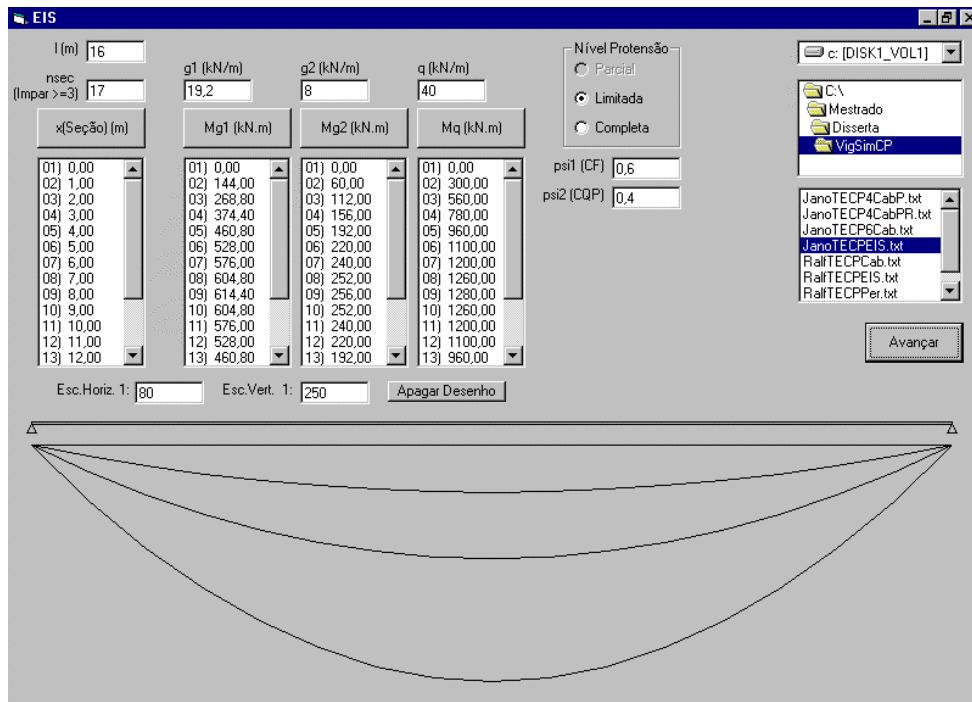 EIS
l (m) 16
nsec
(Impar >=3) 17
g1 (kN/m)
19,2
g2 (kN/m)
8
q (kN/m)
40
x(Seção) (m)
Mg1 (kN.m)
Mg2 (kN.m)
Mq (kN.m)
01) 0,00
02) 1,00
03) 2,00
04) 3,00
05) 4,00
06) 5,00
07) 6,00
08) 7,00
09) 8,00
10) 9,00
11) 10,00
12) 11,00
13) 12,00
01) 0,00
02) 144,00
03) 268,80
04) 374,40
05) 460,80
06) 528,00
07) 576,00
08) 604,80
09) 614,40
10) 604,80
11) 576,00
12) 528,00
13) 460,80
01) 0,00
02) 60,00
03) 112,00
04) 156,00
05) 192,00
06) 220,00
07) 240,00
08) 252,00
09) 256,00
10) 252,00
11) 240,00
12) 220,00
13) 192,00
01) 0,00
02) 300,00
03) 560,00
04) 780,00
05) 960,00
06) 1100,00
07) 1200,00
08) 1260,00
09) 1280,00
10) 1260,00
11) 1200,00
12) 1100,00
13) 960,00
Nível Protensão
Parcial
Limitada
Completa
psi1 (CF) 0,6
psi2 (CQP) 0,4
c: [DISK1_VOL1]
C:\
Mestrado
Disserta
VigSimCP
JanoTECP4CabP.txt
JanoTECP4CabPR.txt
JanoTECP6Cab.txt
JanoTECPEIS.txt
RalfTECPCab.txt
RalfTECPEIS.txt
RalfTECPPer.txt
Avançar
Esc.Horiz. 1: 80
Esc.Vert. 1: 250
Apagar Desenho